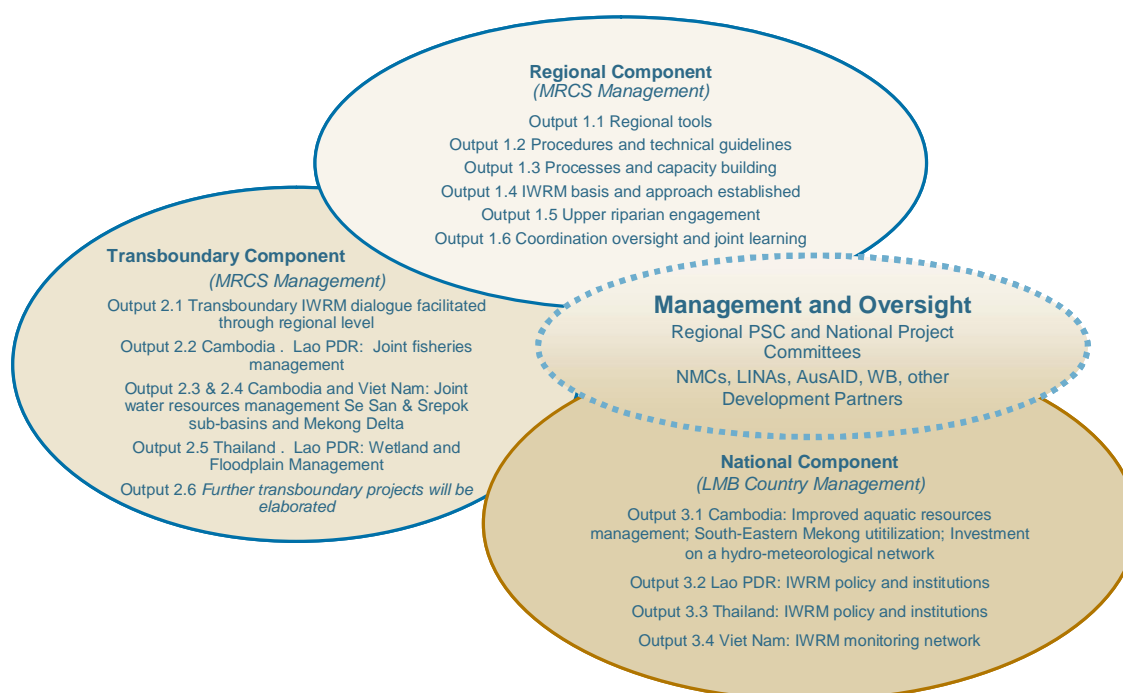 Regional Component
(MRCS Management)
Output 1.1 Regional tools
Output 1.2 Procedures and technical guidelines
Output 1.3 Processes and capacity building
Output 1.4 IWRM basis and approach established
Output 1.5 Upper riparian engagement
Output 1.6 Coordination oversight and joint learning
Transboundary Component
(MRCS Management)
Output 2.1 Transboundary IWRM dialogue facilitated
through regional level
Output 2.2 Cambodia . Lao PDR: Joint fisheries
management
Output 2.3 & 2.4 Cambodia and Viet Nam: Joint
water resources management Se San & Srepok
sub-basins and Mekong Delta
Output 2.5 Thailand . Lao PDR: Wetland and
Floodplain Management
Output 2.6 Further transboundary projects will be
elaborated
Management and Oversight
Regional PSC and National Project
Committees
NMCs, LINAs, AusAID, WB, other
Development Partners
National Component
(LMB Country Management)
Output 3.1 Cambodia: Improved aquatic resources
management; South-Eastern Mekong utitilization; Investment
on a hydro-meteorological network
Output 3.2 Lao PDR: IWRM policy and institutions
Output 3.3 Thailand: IWRM policy and institutions
Output 3.4 Viet Nam: IWRM monitoring network